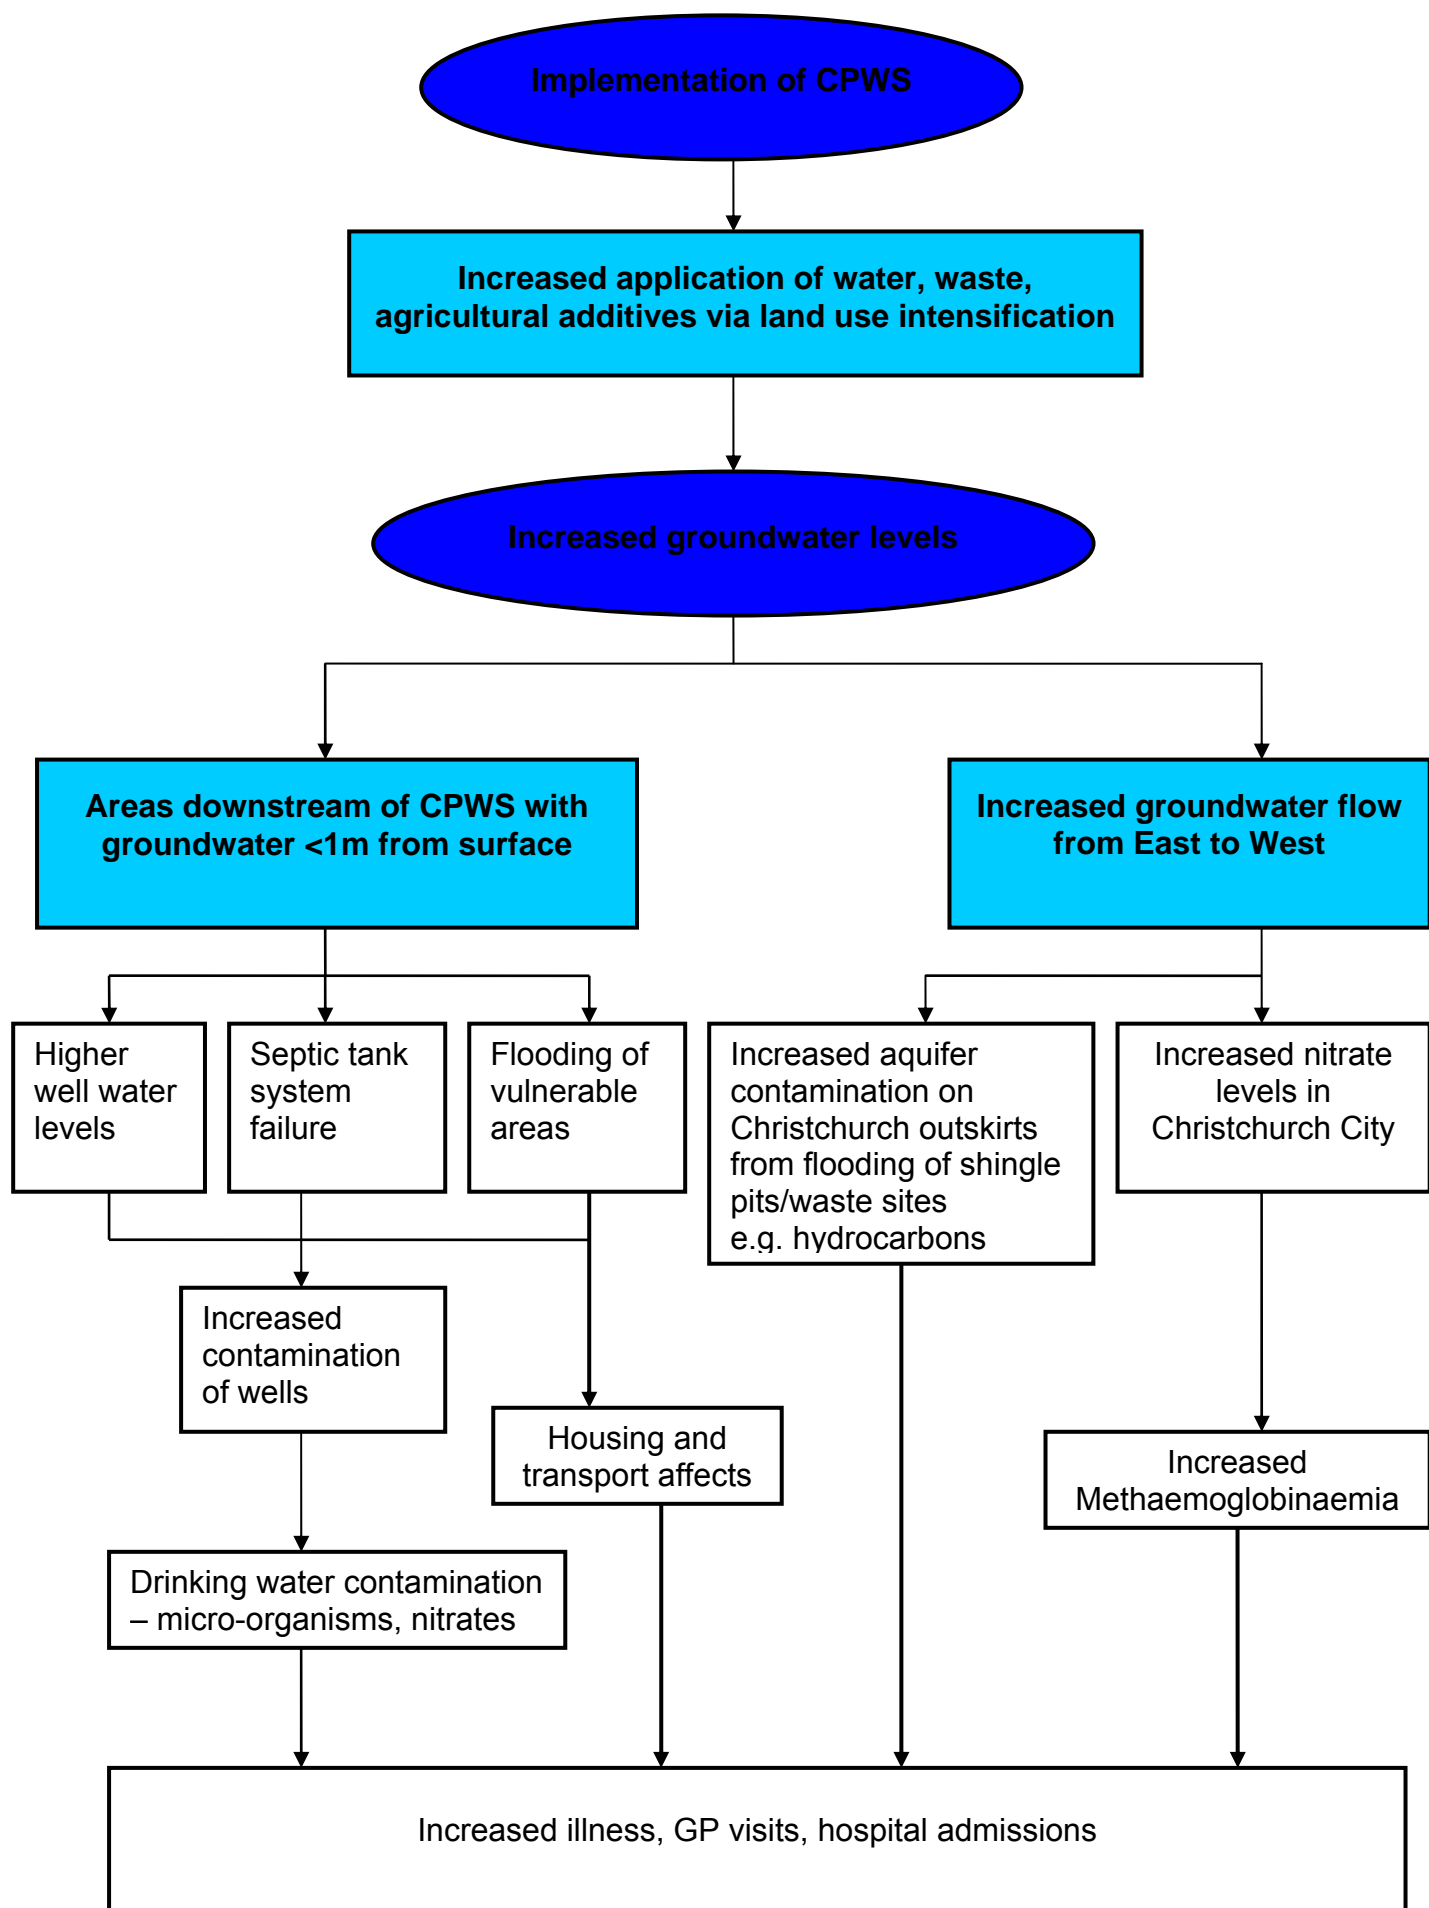 Implementation of CPWS
Increased application of water, waste,
agricultural additives via land use intensification
Increased groundwater levels
Areas downstream of CPWS with
groundwater <1m from surface
Increased groundwater flow
from East to West
Higher
well water
levels
Septic tank
system
failure
Flooding of
vulnerable
areas
Increased aquifer
contamination on
Christchurch outskirts
from flooding of shingle
pits/waste sites
e.g. hydrocarbons
Increased nitrate
levels in
Christchurch City
Increased
contamination
of wells
Housing and
transport affects
Increased
Methaemoglobinaemia
Drinking water contamination
– micro-organisms, nitrates
Increased illness, GP visits, hospital admissions